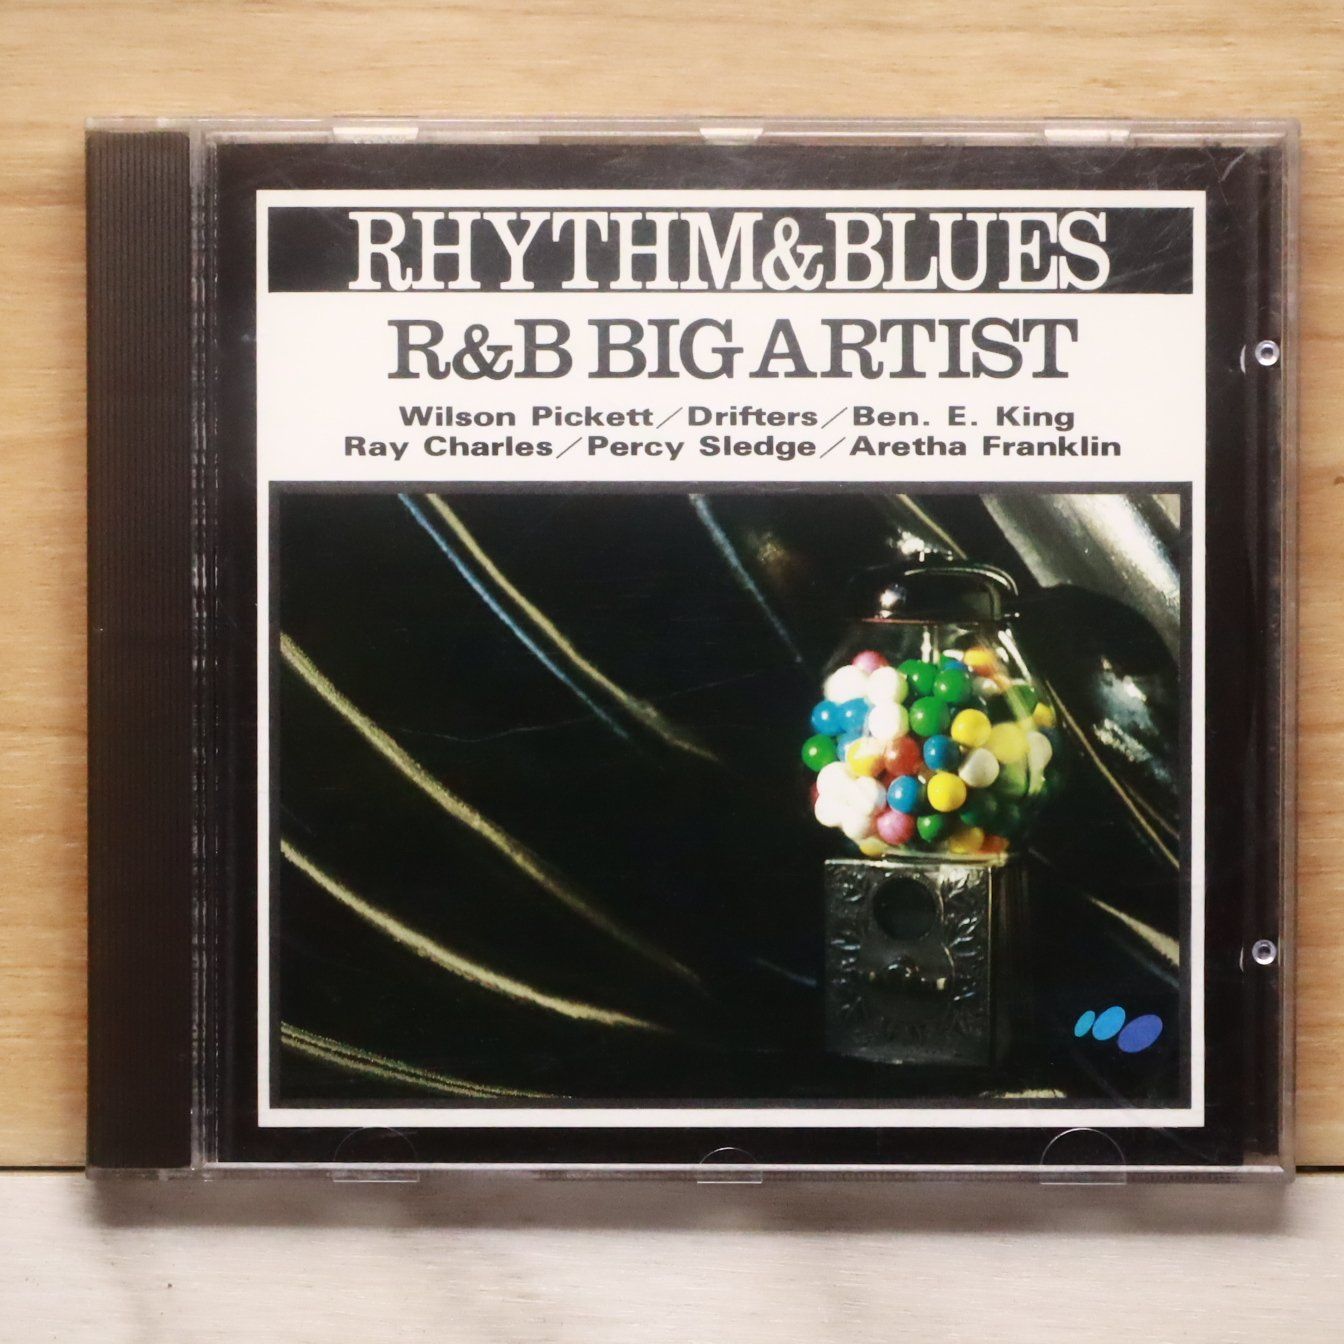 RHYTHM&BLUES
R&B BIG ARTIST
Wilson Pickett/Drifters/Ben. E. King
Ray Charles/Percy Sledge/Aretha Franklin